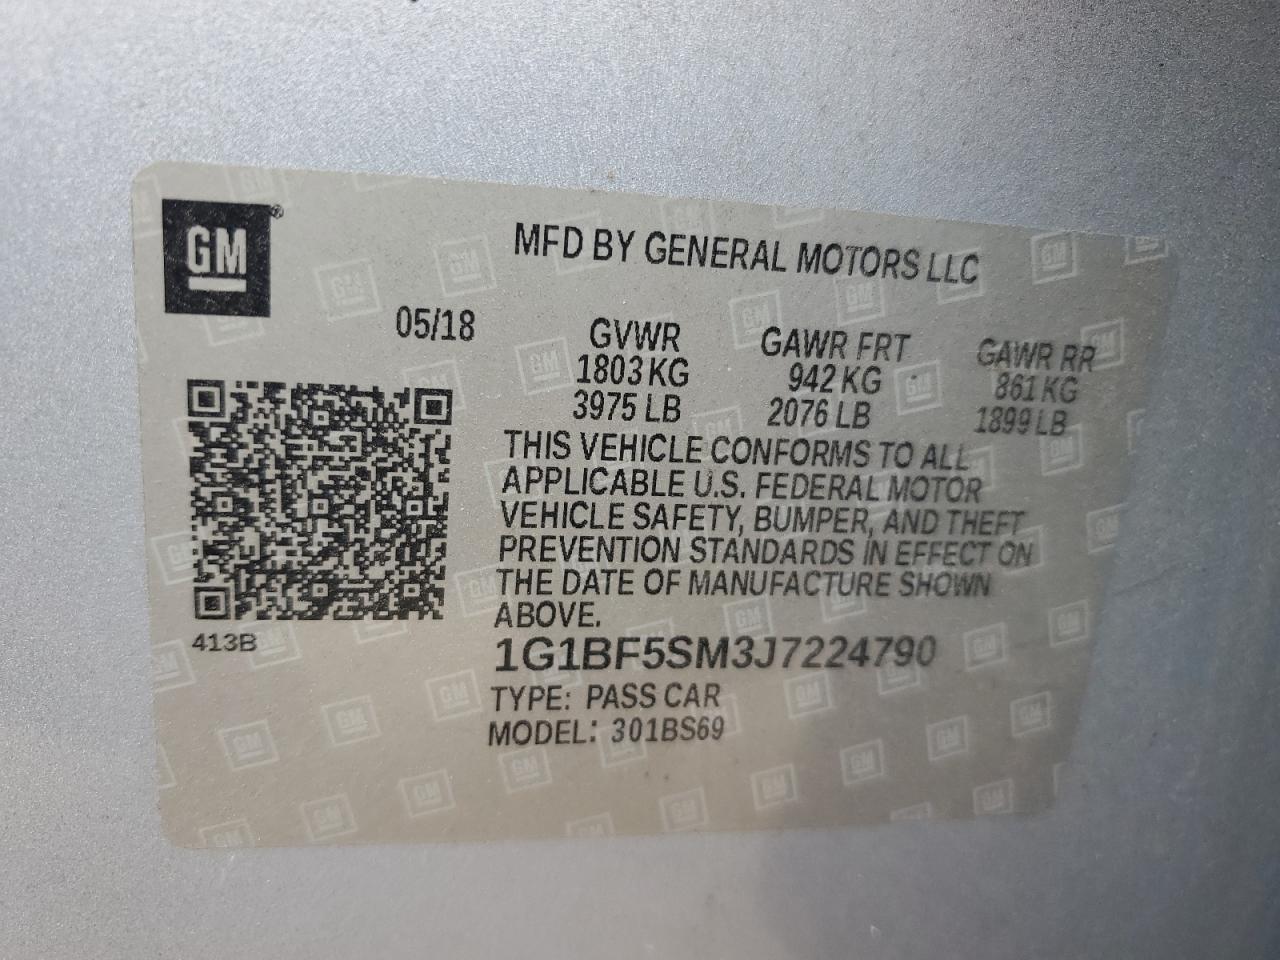 GM®
MFD BY GENERAL MOTORS LLC
05/18
GVWR GAWR FRT GAWR RR
1803 KG 942 KG 861 KG
3975 LB 2076 LB 1899 LB
THIS VEHICLE CONFORMS TO ALL
APPLICABLE U.S. FEDERAL MOTOR
VEHICLE SAFETY, BUMPER, AND THEFT
PREVENTION STANDARDS IN EFFECT ON
THE DATE OF MANUFACTURE SHOWN
ABOVE.
413B
1G1BF5SM3J7224790
TYPE: PASS CAR
MODEL: 301BS69